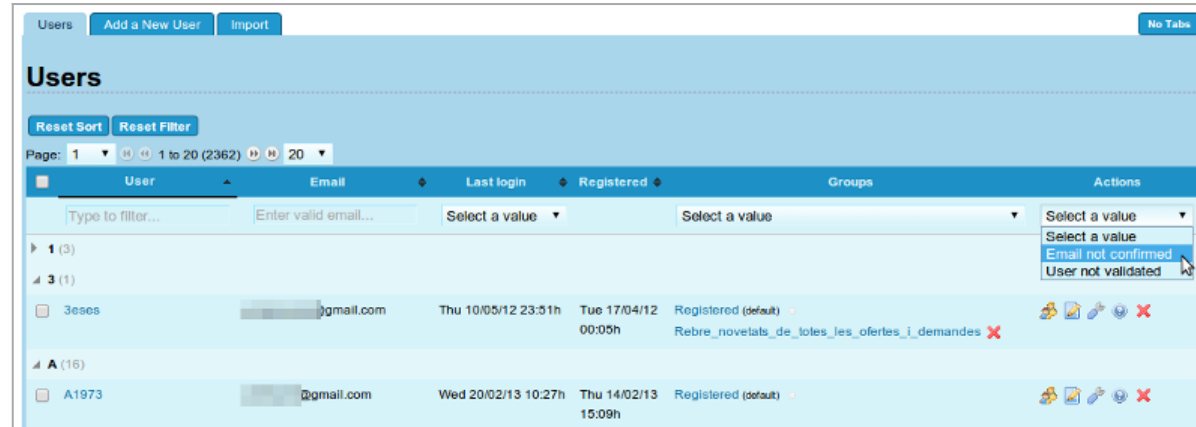 Users Add a New User Import No Tabs
Users
Reset Sort Reset Filter
Page: 1 1 to 20 (2362) 20
User Email Last login Registered Groups Actions
Type to filter... Enter valid email... Select a value Select a value Select a value
Select a value
1 (3) Email not confirmed
User not validated
3 (1)
3eses @gmail.com Thu 10/05/12 23:51h Tue 17/04/12 Registered (default)
00:05h Rebre_novetats_de_totes_les_ofertes_i_demandes
A (16)
A1973 @gmail.com Wed 20/02/13 10:27h Thu 14/02/13 Registered (default)
15:09h